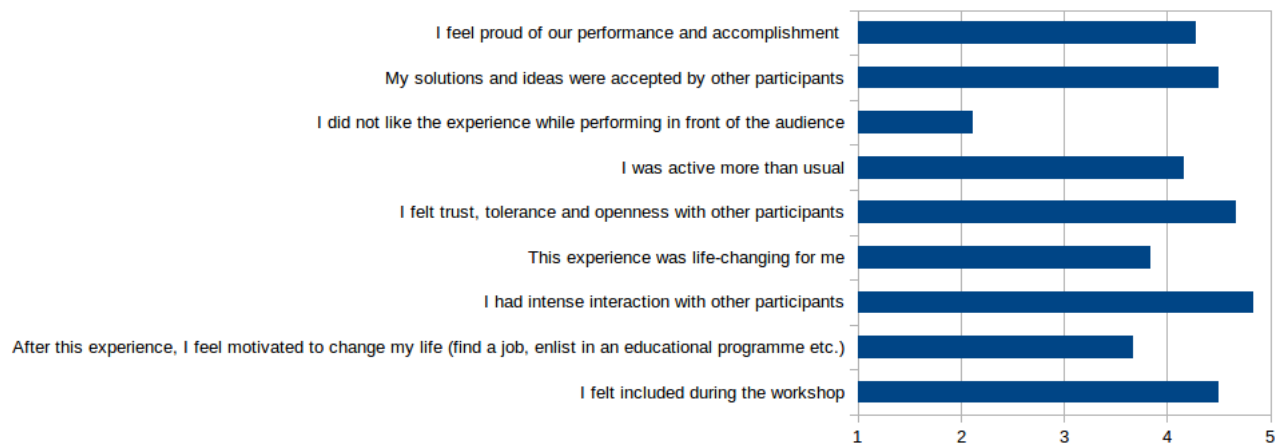 I feel proud of our performance and accomplishment
My solutions and ideas were accepted by other participants
I did not like the experience while performing in front of the audience
I was active more than usual
I felt trust, tolerance and openness with other participants
This experience was life-changing for me
I had intense interaction with other participants
After this experience, I feel motivated to change my life (find a job, enlist in an educational programme etc.)
I felt included during the workshop
1 2 3 4 5